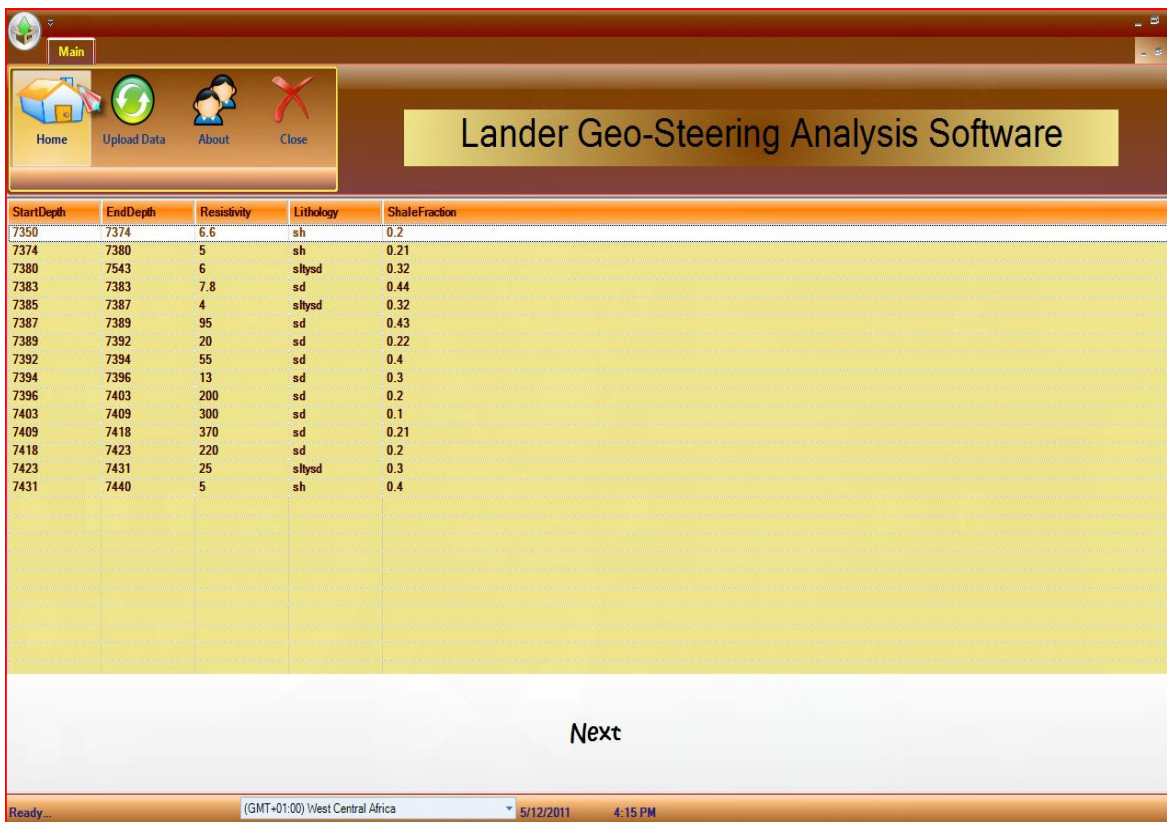 Main
Home Upload Data About Close
Lander Geo-Steering Analysis Software
StartDepth EndDepth Resistivity Lithology ShaleFraction
7350 7374 6.6 sh 0.2
7374 7380 5 sh 0.21
7380 7543 6 sltysd 0.32
7383 7383 7.8 sd 0.44
7385 7387 4 sltysd 0.32
7387 7389 95 sd 0.43
7389 7392 20 sd 0.22
7392 7394 55 sd 0.4
7394 7396 13 sd 0.3
7396 7403 200 sd 0.2
7403 7409 300 sd 0.1
7409 7418 370 sd 0.21
7418 7423 220 sd 0.2
7423 7431 25 sltysd 0.3
7431 7440 5 sh 0.4
Next
Ready... (GMT+01:00) West Central Africa 5/12/2011 4:15 PM